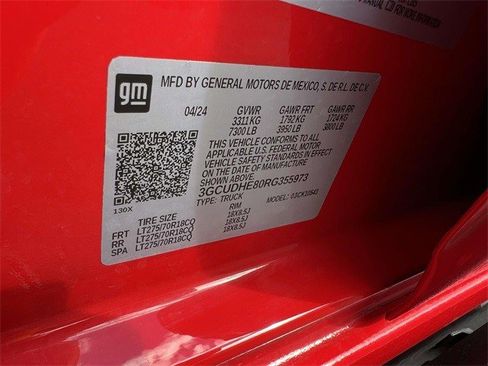 MANUAL
MORE INFORMATION
gm
MFD BY GENERAL MOTORS DE MEXICO, S. DE R.L. DE C.V.
04/24 GVWR GAWR FRT GAWR RR
3311 KG 1792 KG 1724 KG
7300 LB 3950 LB 3800 LB
THIS VEHICLE CONFORMS TO ALL APPLICABLE
U.S. FEDERAL MOTOR VEHICLE SAFETY STANDARDS IN EFFECT ON THE DATE OF
MANUFACTURE SHOWN ABOVE.
3GCUDHE80RG355973
TYPE: TRUCK MODEL:
130X
TIRE SIZE RIM
FRT LT275/70R18CQ 18X8.5J
RR LT275/70R18CQ 18X8.5J
SPA LT275/70R18CQ 18X8.5J